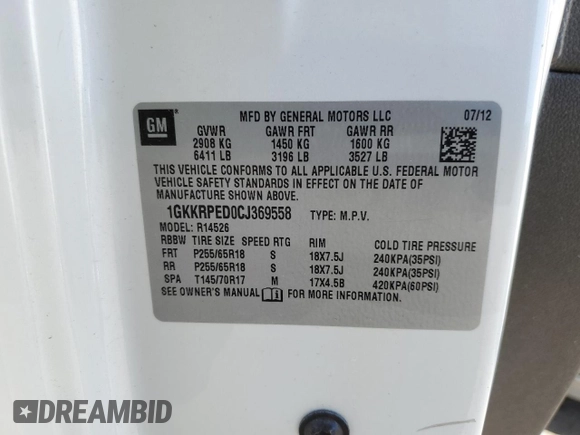 MFD BY GENERAL MOTORS LLC 07/12
GM
GVWR GAWR FRT GAWR RR
2908 KG 1450 KG 1600 KG
6411 LB 3196 LB 3527 LB
THIS VEHICLE CONFORMS TO ALL APPLICABLE U.S. FEDERAL MOTOR
VEHICLE SAFETY STANDARDS IN EFFECT ON THE DATE OF
MANUFACTURE SHOWN ABOVE.
1GKKRPED0CJ369558 TYPE: M.P.V.
MODEL: R14526
RBBW TIRE SIZE SPEED RTG RIM COLD TIRE PRESSURE
FRT P255/65R18 S 18X7.5J 240KPA(35PSI)
RR P255/65R18 S 18X7.5J 240KPA(35PSI)
SPA T145/70R17 M 17X4.5B 420KPA(60PSI)
SEE OWNER'S MANUAL FOR MORE INFORMATION.
DREAMBID